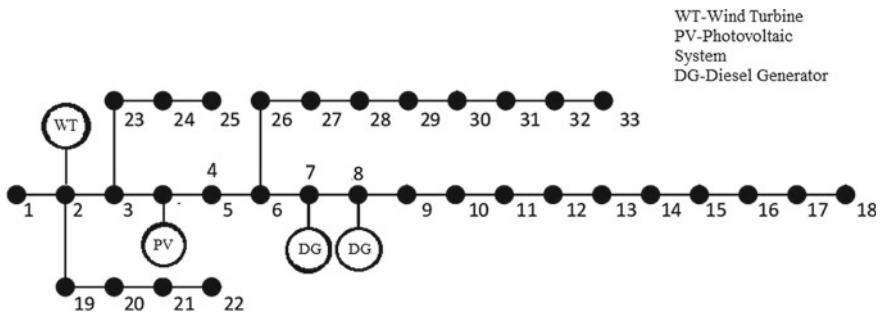 WT-Wind Turbine
PV-Photovoltaic
System
DG-Diesel Generator
23 24 25 26 27 28 29 30 31 32 33
WT
4 7 8
1 2 3 5 6 9 10 11 12 13 14 15 16 17 18
PV DG DG
19 20 21 22